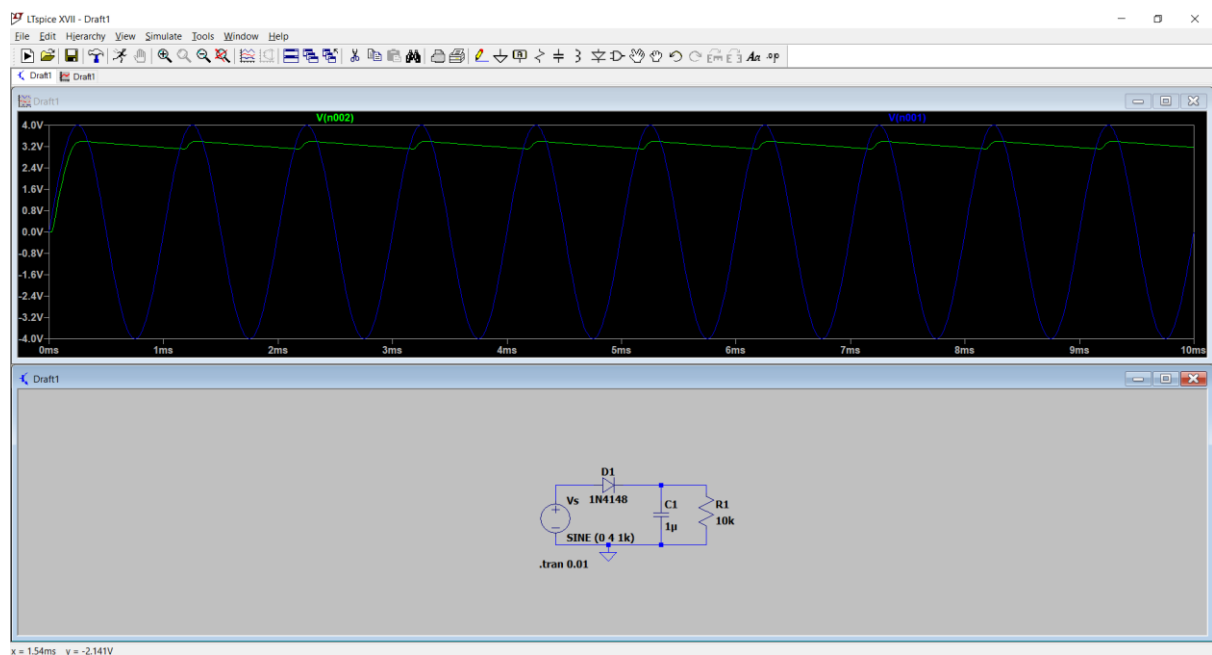 LTspice XVII - Draft1
File Edit Hierarchy View Simulate Tools Window Help
Draft1 Draft1
Draft1
V(n002) V(n001)
4.0V
3.2V
2.4V
1.6V
0.8V
0.0V
-0.8V
-1.6V
-2.4V
-3.2V
-4.0V
0ms 1ms 2ms 3ms 4ms 5ms 6ms 7ms 8ms 9ms 10ms
Draft1
D1
Vs 1N4148 C1 R1
1µ 10k
SINE (0 4 1k)
.tran 0.01
x = 1.54ms y = -2.141V